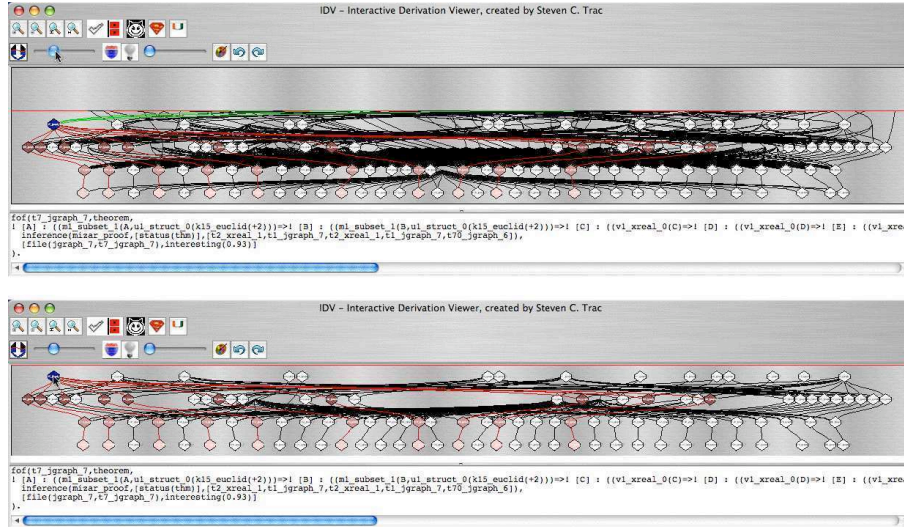 IDV - Interactive Derivation Viewer, created by Steven C. Trac
fof(t7_jgraph_7,theorem,
! [A] : ((m1_subset_1(A,u1_struct_0(k15_euclid(+2)))=>! [B] : ((m1_subset_1(B,u1_struct_0(k15_euclid(+2)))=>! [C] : ((v1_xreal_0(C)=>! [D] : ((v1_xreal_0(D)=>! [E] : ((v1_xrea
inference(mizar_proof,[status(thm)],[t2_xreal_1,t1_jgraph_7,t2_xreal_1,t1_jgraph_7,t70_jgraph_6]),
[file(jgraph_7,t7_jgraph_7),interesting(0.93)]
).
IDV - Interactive Derivation Viewer, created by Steven C. Trac
fof(t7_jgraph_7,theorem,
! [A] : ((m1_subset_1(A,u1_struct_0(k15_euclid(+2)))=>! [B] : ((m1_subset_1(B,u1_struct_0(k15_euclid(+2)))=>! [C] : ((v1_xreal_0(C)=>! [D] : ((v1_xreal_0(D)=>! [E] : ((v1_xrea
inference(mizar_proof,[status(thm)],[t2_xreal_1,t1_jgraph_7,t2_xreal_1,t1_jgraph_7,t70_jgraph_6]),
[file(jgraph_7,t7_jgraph_7),interesting(0.93)]
).